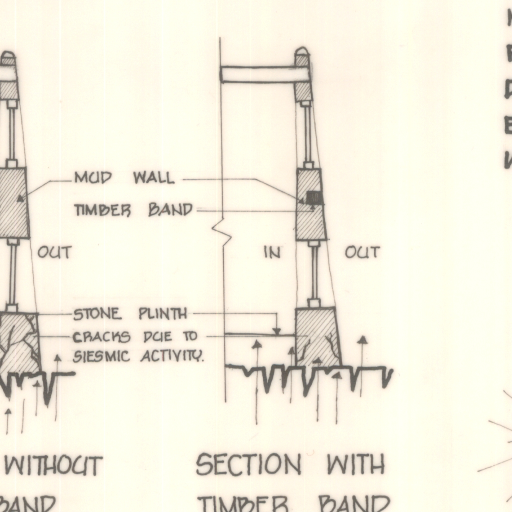 MUD WALL
TIMBER BAND
OUT
IN OUT
STONE PLINTH
CRACKS DUE TO
SIESMIC ACTIVITY.
WITHOUT
BAND
SECTION WITH
TIMBER BAND